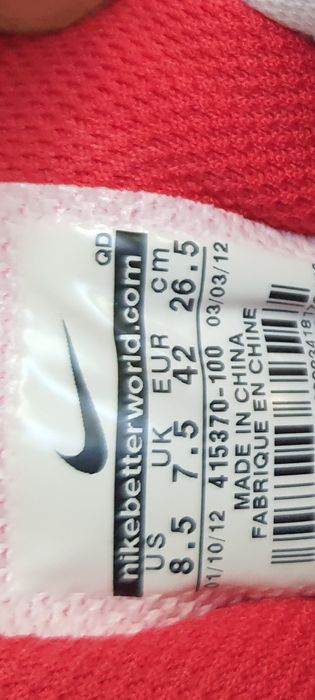 QD
nikebetterworld.com
US UK EUR cm
8.5 7.5 42 26.5
01/10/12 415370-100 03/03/12
MADE IN CHINA
FABRIQUE EN CHINE